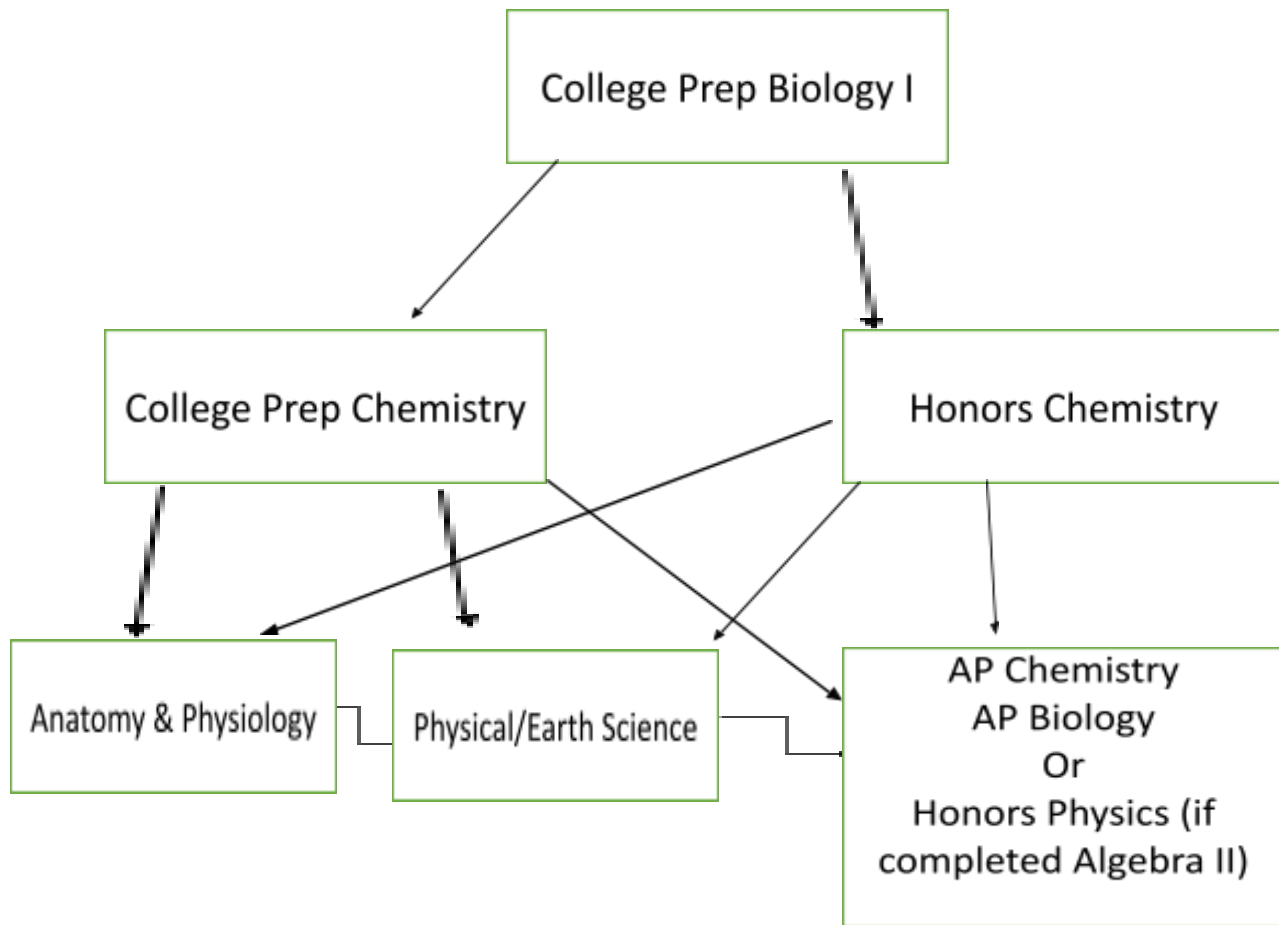 College Prep Biology I
College Prep Chemistry
Honors Chemistry
Anatomy & Physiology
Physical/Earth Science
AP Chemistry
AP Biology
Or
Honors Physics (if
completed Algebra II)